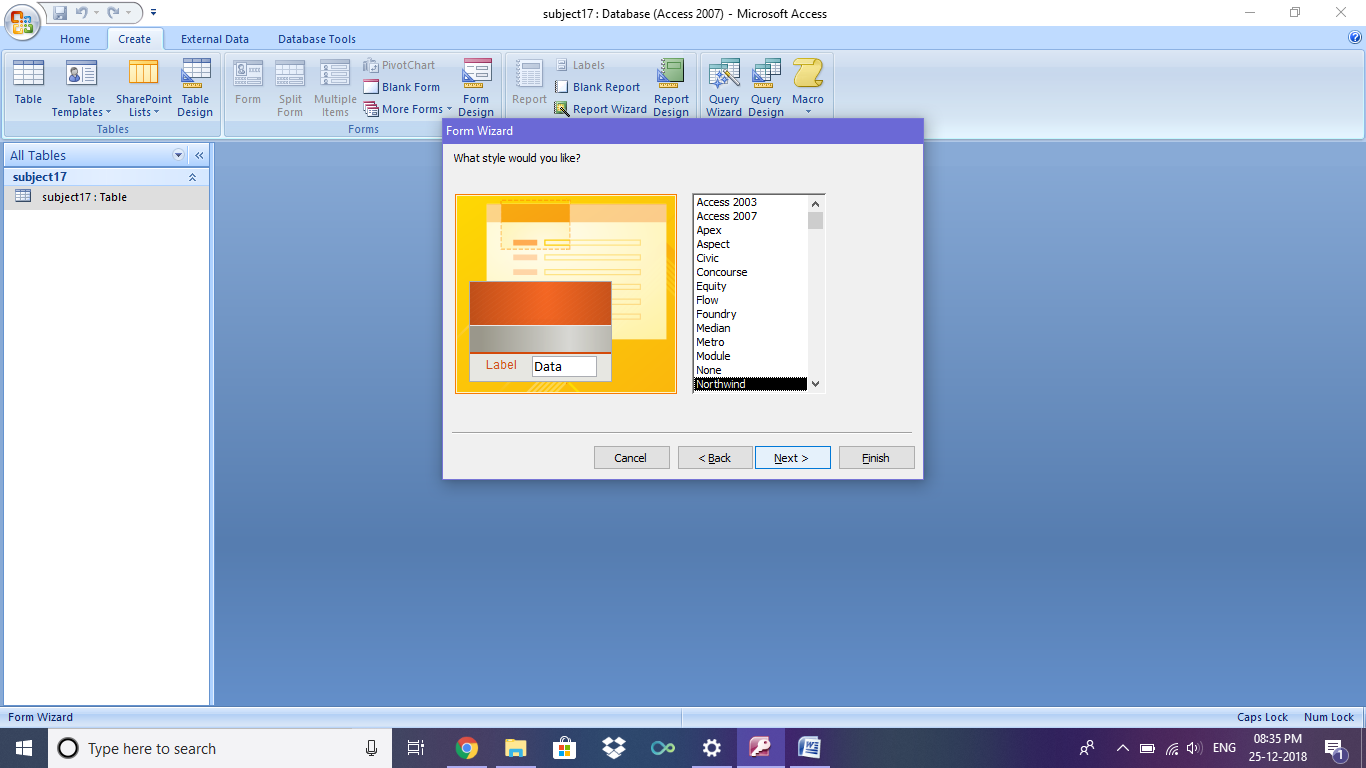 subject17 : Database (Access 2007) - Microsoft Access
Home Create External Data Database Tools
Table
Table Templates
SharePoint Lists
Table Design
Tables
Form
Split Form
Multiple Items
PivotChart
Blank Form
More Forms
Form Design
Forms
Report
Labels
Blank Report
Report Wizard
Report Design
Query Wizard
Query Design
Macro
All Tables
subject17
subject17 : Table
Form Wizard
What style would you like?
Label Data
Access 2003
Access 2007
Apex
Aspect
Civic
Concourse
Equity
Flow
Foundry
Median
Metro
Module
None
Northwind
Cancel < Back Next > Finish
Form Wizard Caps Lock Num Lock
Type here to search
ENG
08:35 PM
25-12-2018
1